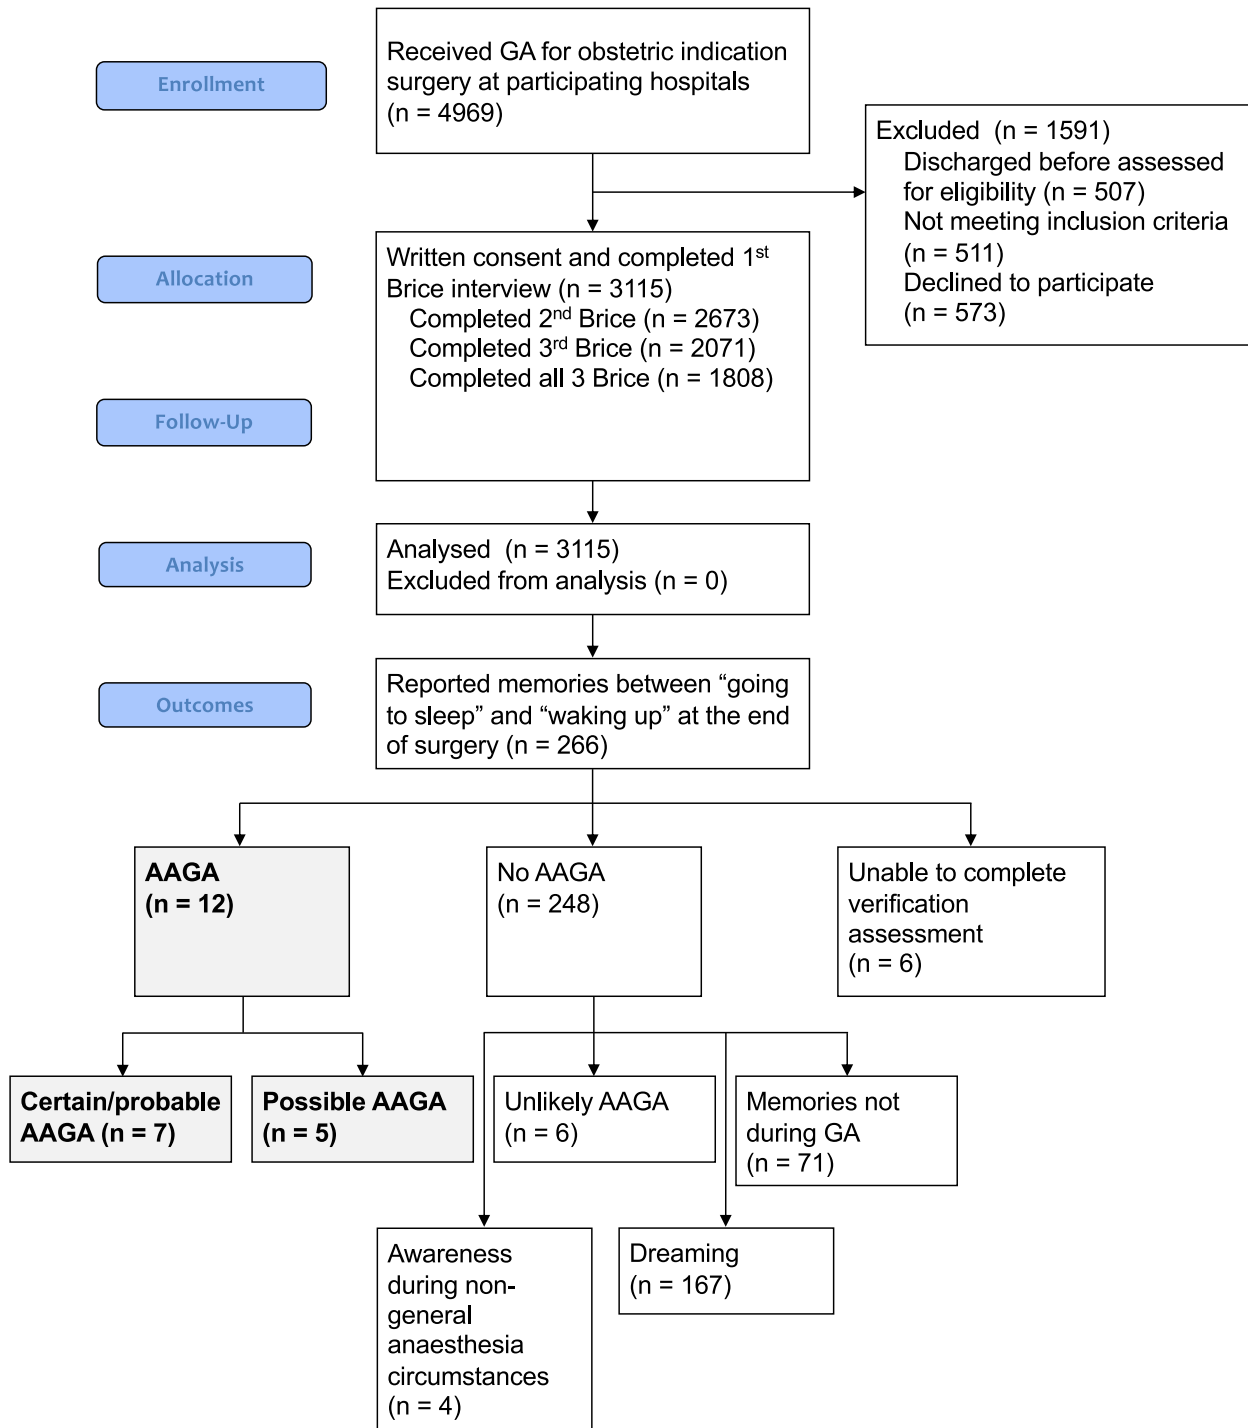 Enrollment
Received GA for obstetric indication
surgery at participating hospitals
(n = 4969)
Excluded (n = 1591)
Discharged before assessed
for eligibility (n = 507)
Not meeting inclusion criteria
(n = 511)
Declined to participate
(n = 573)
Allocation
Written consent and completed 1st
Brice interview (n = 3115)
Completed 2nd Brice (n = 2673)
Completed 3rd Brice (n = 2071)
Completed all 3 Brice (n = 1808)
Follow-Up
Analysis
Analysed (n = 3115)
Excluded from analysis (n = 0)
Outcomes
Reported memories between “going
to sleep” and “waking up” at the end
of surgery (n = 266)
AAGA
(n = 12)
No AAGA
(n = 248)
Unable to complete
verification
assessment
(n = 6)
Certain/probable
AAGA (n = 7)
Possible AAGA
(n = 5)
Unlikely AAGA
(n = 6)
Memories not
during GA
(n = 71)
Awareness
during non-
general
anaesthesia
circumstances
(n = 4)
Dreaming
(n = 167)